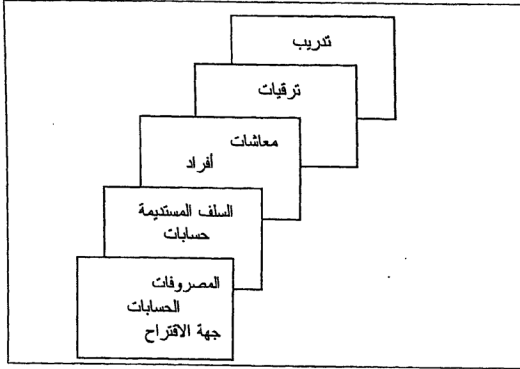 تدريب
ترقيات
معاشات
أفراد
السلف المستديمة
حسابات
المصروفات
الحسابات
جهة الاقتراح